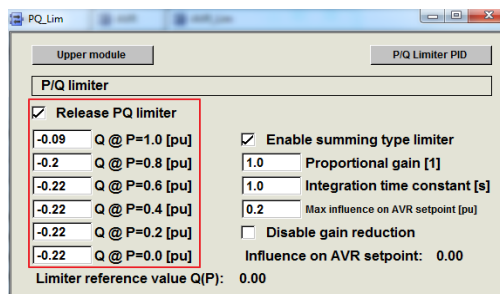 PQ_Lim
Upper module
P/Q Limiter PID
P/Q limiter
Release PQ limiter
-0.09 Q @ P=1.0 [pu]
Enable summing type limiter
-0.2 Q @ P=0.8 [pu]
1.0 Proportional gain [1]
-0.22 Q @ P=0.6 [pu]
1.0 Integration time constant [s]
-0.22 Q @ P=0.4 [pu]
0.2 Max influence on AVR setpoint [pu]
-0.22 Q @ P=0.2 [pu]
Disable gain reduction
-0.22 Q @ P=0.0 [pu]
Influence on AVR setpoint: 0.00
Limiter reference value Q(P): 0.00